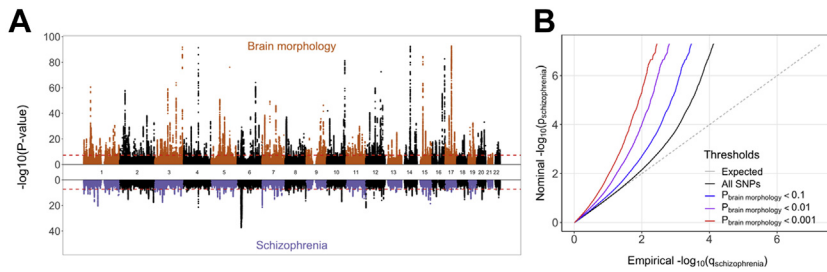 A
-log10(P-value)
100
80
60
40
20
0
Brain morphology
1 2 3 4 5 6 7 8 9 10 11 12 13 14 15 16 17 18 19 20 21 22
0
20
40
Schizophrenia
B
Nominal -log10(pschizophrenia)
6
4
2
0
Thresholds
Expected
All SNPs
Pbrain morphology < 0.1
Pbrain morphology < 0.01
Pbrain morphology < 0.001
0 2 4 6
Empirical -log10(qschizophrenia)